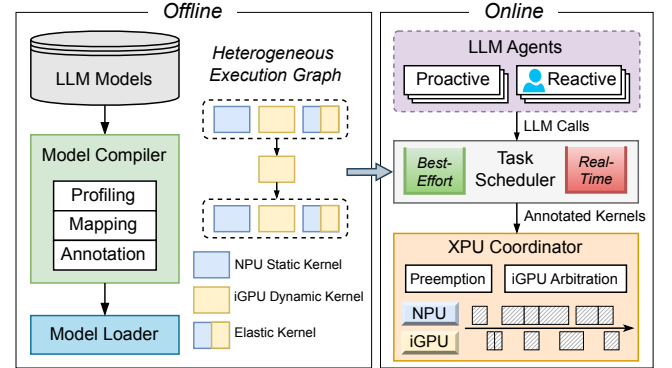 Offline
LLM Models
Model Compiler
Profiling
Mapping
Annotation
Model Loader
Heterogeneous
Execution Graph
NPU Static Kernel
iGPU Dynamic Kernel
Elastic Kernel
Online
LLM Agents
Proactive
Reactive
LLM Calls
Best-
Effort
Task
Scheduler
Real-
Time
Annotated Kernels
XPU Coordinator
Preemption
iGPU Arbitration
NPU
iGPU